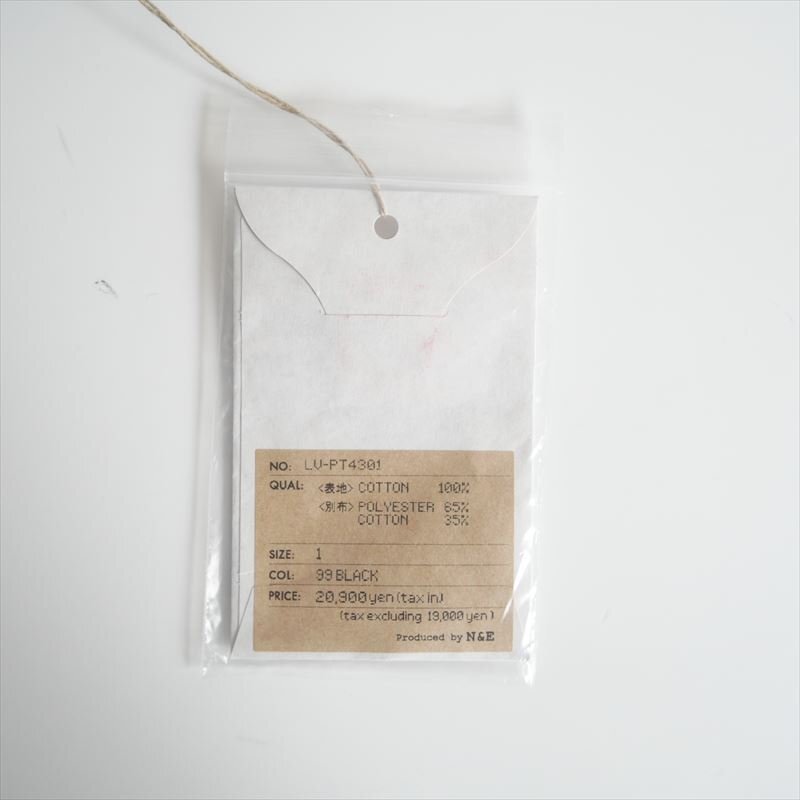 NO: LV-PT4301
QUAL: <表地> COTTON 100%
<別布> POLYESTER 65%
COTTON 35%
SIZE: 1
COL: 99 BLACK
PRICE: 20,900 yen (tax in)
(tax excluding 19,000 yen)
Produced by N&E